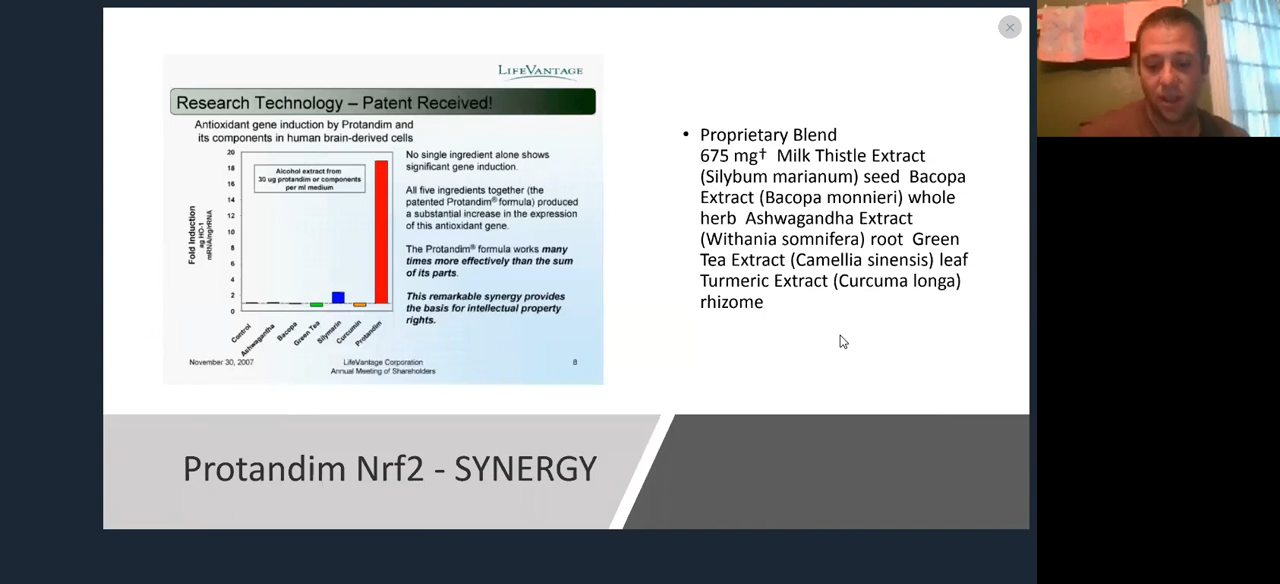 LIFEVANTAGE
Research Technology – Patent Received!
Antioxidant gene induction by Protandim and
its components in human brain-derived cells
20
18
16
14
12
10
8
6
4
2
0
Fold Induction
ag HO-1
mRNA/ng/rRNA
Alcohol extract from
30 ug protandim or components
per ml medium
Control
Ashwagantha
Bacopa
Green Tea
Silymarin
Curcumin
Protandim
No single ingredient alone shows
significant gene induction.
All five ingredients together (the
patented Protandim® formula) produced
a substantial increase in the expression
of this antioxidant gene.
The Protandim® formula works many
times more effectively than the sum
of its parts.
This remarkable synergy provides
the basis for intellectual property
rights.
November 30, 2007
LifeVantage Corporation
Annual Meeting of Shareholders
8
• Proprietary Blend
675 mg† Milk Thistle Extract
(Silybum marianum) seed Bacopa
Extract (Bacopa monnieri) whole
herb Ashwagandha Extract
(Withania somnifera) root Green
Tea Extract (Camellia sinensis) leaf
Turmeric Extract (Curcuma longa)
rhizome
Protandim Nrf2 - SYNERGY